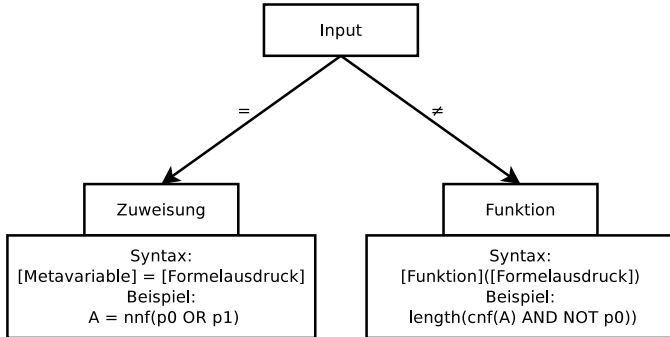 Input
=
≠
Zuweisung
Funktion
Syntax:
[Metavariable] = [Formelausdruck]
Beispiel:
A = nnf(p0 OR p1)
Syntax:
[Funktion]([Formelausdruck])
Beispiel:
length(cnf(A) AND NOT p0))